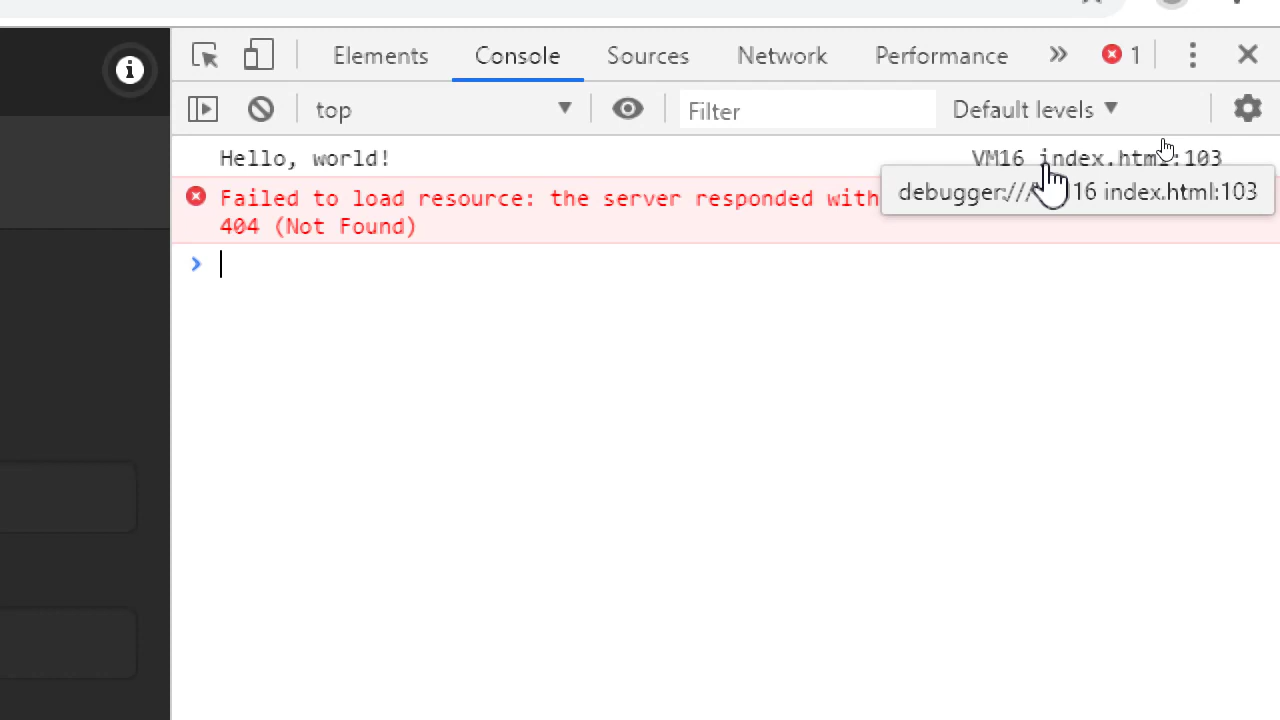 Elements Console Sources Network Performance » 1
top Filter Default levels
Hello, world! VM16 index.html:103
debugger:/// 16 index.html:103
Failed to load resource: the server responded with
404 (Not Found)